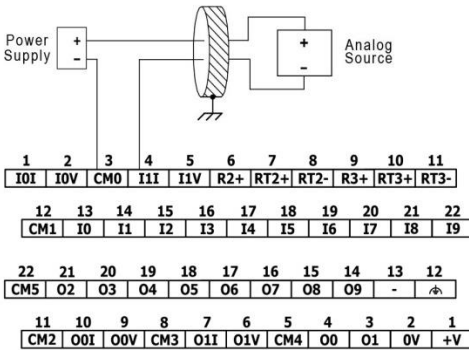 Power Supply
+
-
+
-
Analog Source
1 2 3 4 5 6 7 8 9 10 11
I0I I0V CM0 I1I I1V R2+ RT2+ RT2- R3+ RT3+ RT3-
12 13 14 15 16 17 18 19 20 21 22
CM1 I0 I1 I2 I3 I4 I5 I6 I7 I8 I9
22 21 20 19 18 17 16 15 14 13 12
CM5 O2 O3 O4 O5 O6 O7 O8 O9 -
11 10 9 8 7 6 5 4 3 2 1
CM2 O0I O0V CM3 O1I O1V CM4 O0 O1 0V +V